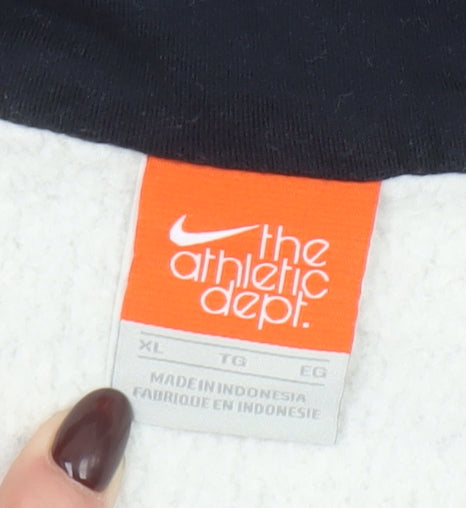 the
athletic
dept.
XL TG EG
MADE IN INDONESIA
FABRIQUE EN INDONESIE